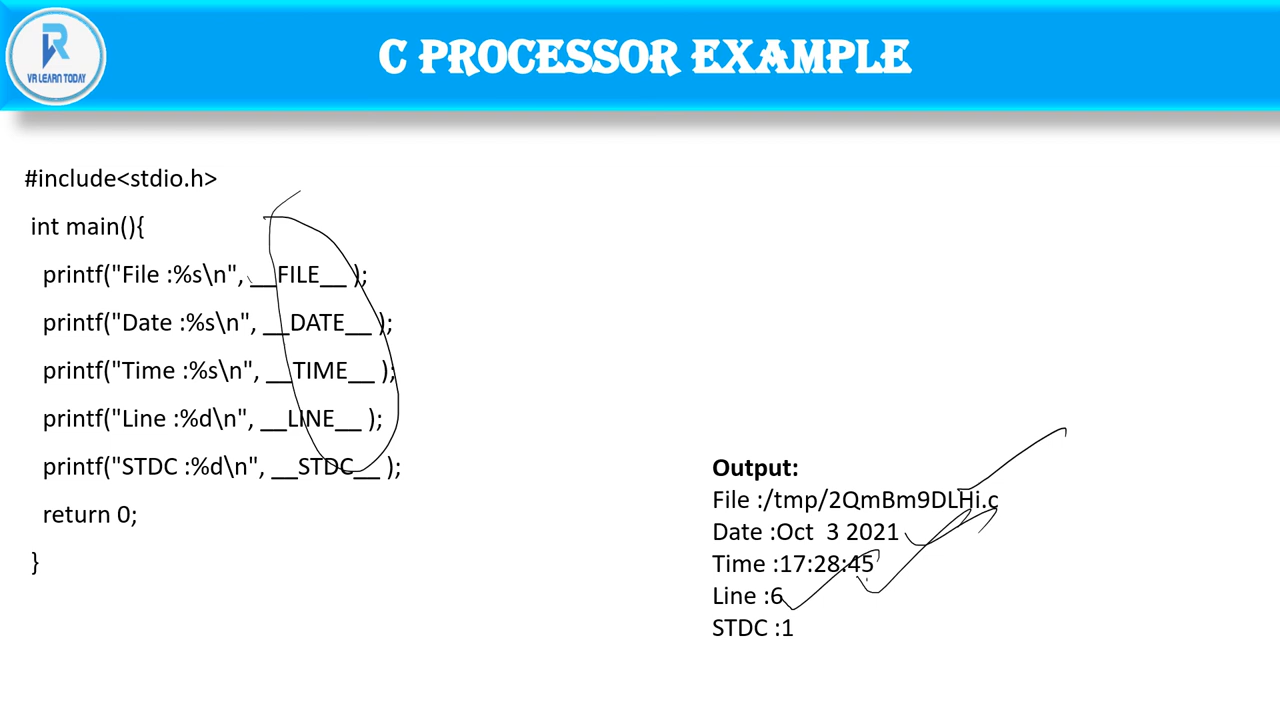 VR LEARN TODAY
C PROCESSOR EXAMPLE
#include<stdio.h>
int main(){
printf("File :%s\n", __FILE__ );
printf("Date :%s\n", __DATE__ );
printf("Time :%s\n", __TIME__ );
printf("Line :%d\n", __LINE__ );
printf("STDC :%d\n", __STDC__ );
return 0;
}
Output:
File :/tmp/2QmBm9DLHi.c
Date :Oct  3 2021
Time :17:28:45
Line :6
STDC :1